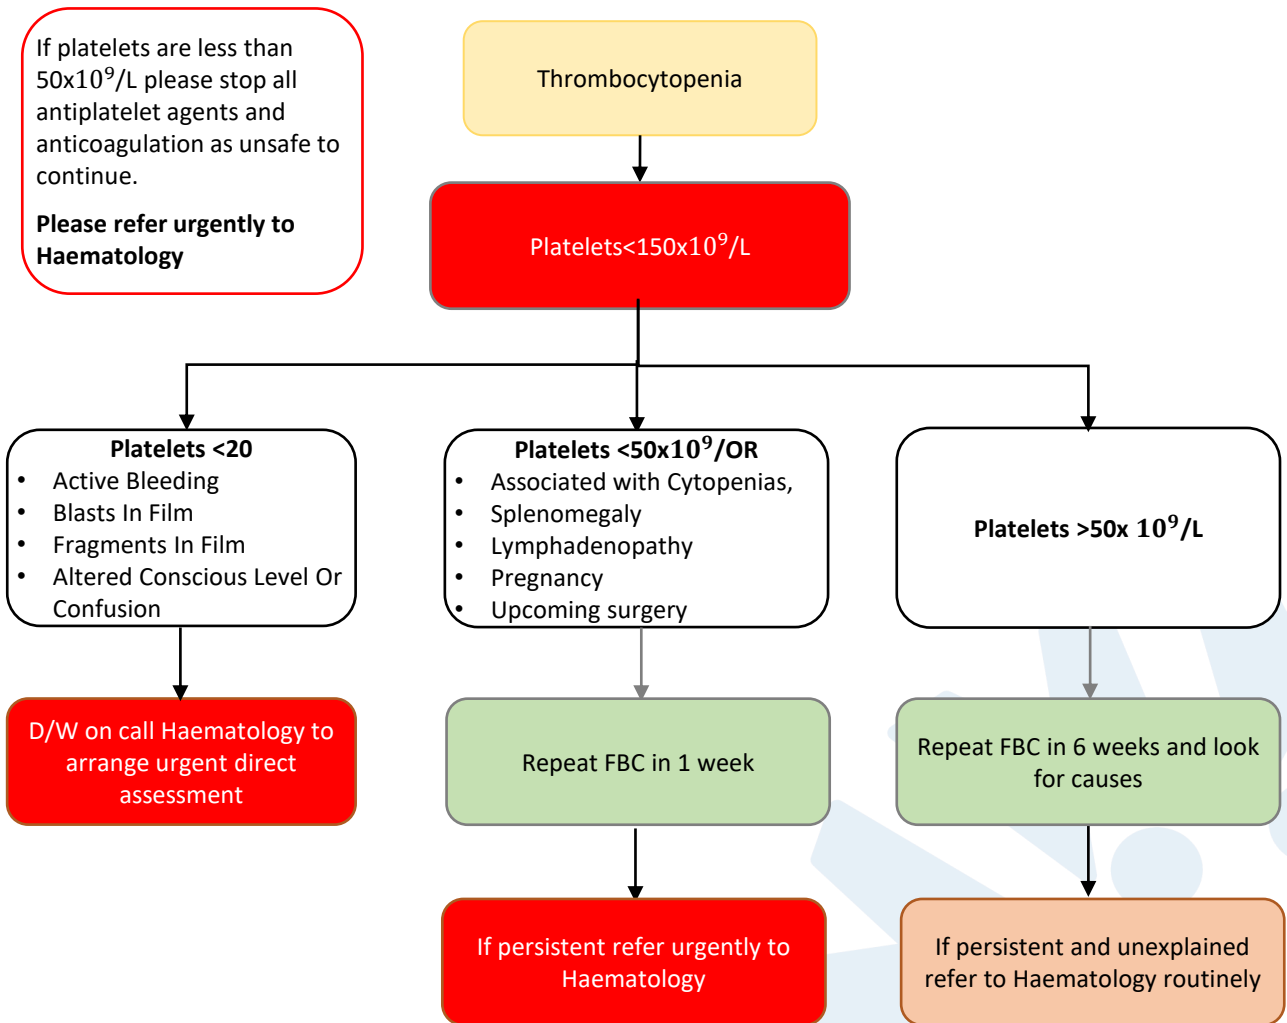 If platelets are less than
50x10⁹/L please stop all
antiplatelet agents and
anticoagulation as unsafe to
continue.
Please refer urgently to
Haematology
Thrombocytopenia
Platelets<150x10⁹/L
Platelets <20
• Active Bleeding
• Blasts In Film
• Fragments In Film
• Altered Conscious Level Or
Confusion
Platelets <50x10⁹/OR
• Associated with Cytopenias,
• Splenomegaly
• Lymphadenopathy
• Pregnancy
• Upcoming surgery
Platelets >50x 10⁹/L
D/W on call Haematology to
arrange urgent direct
assessment
Repeat FBC in 1 week
Repeat FBC in 6 weeks and look
for causes
If persistent refer urgently to
Haematology
If persistent and unexplained
refer to Haematology routinely